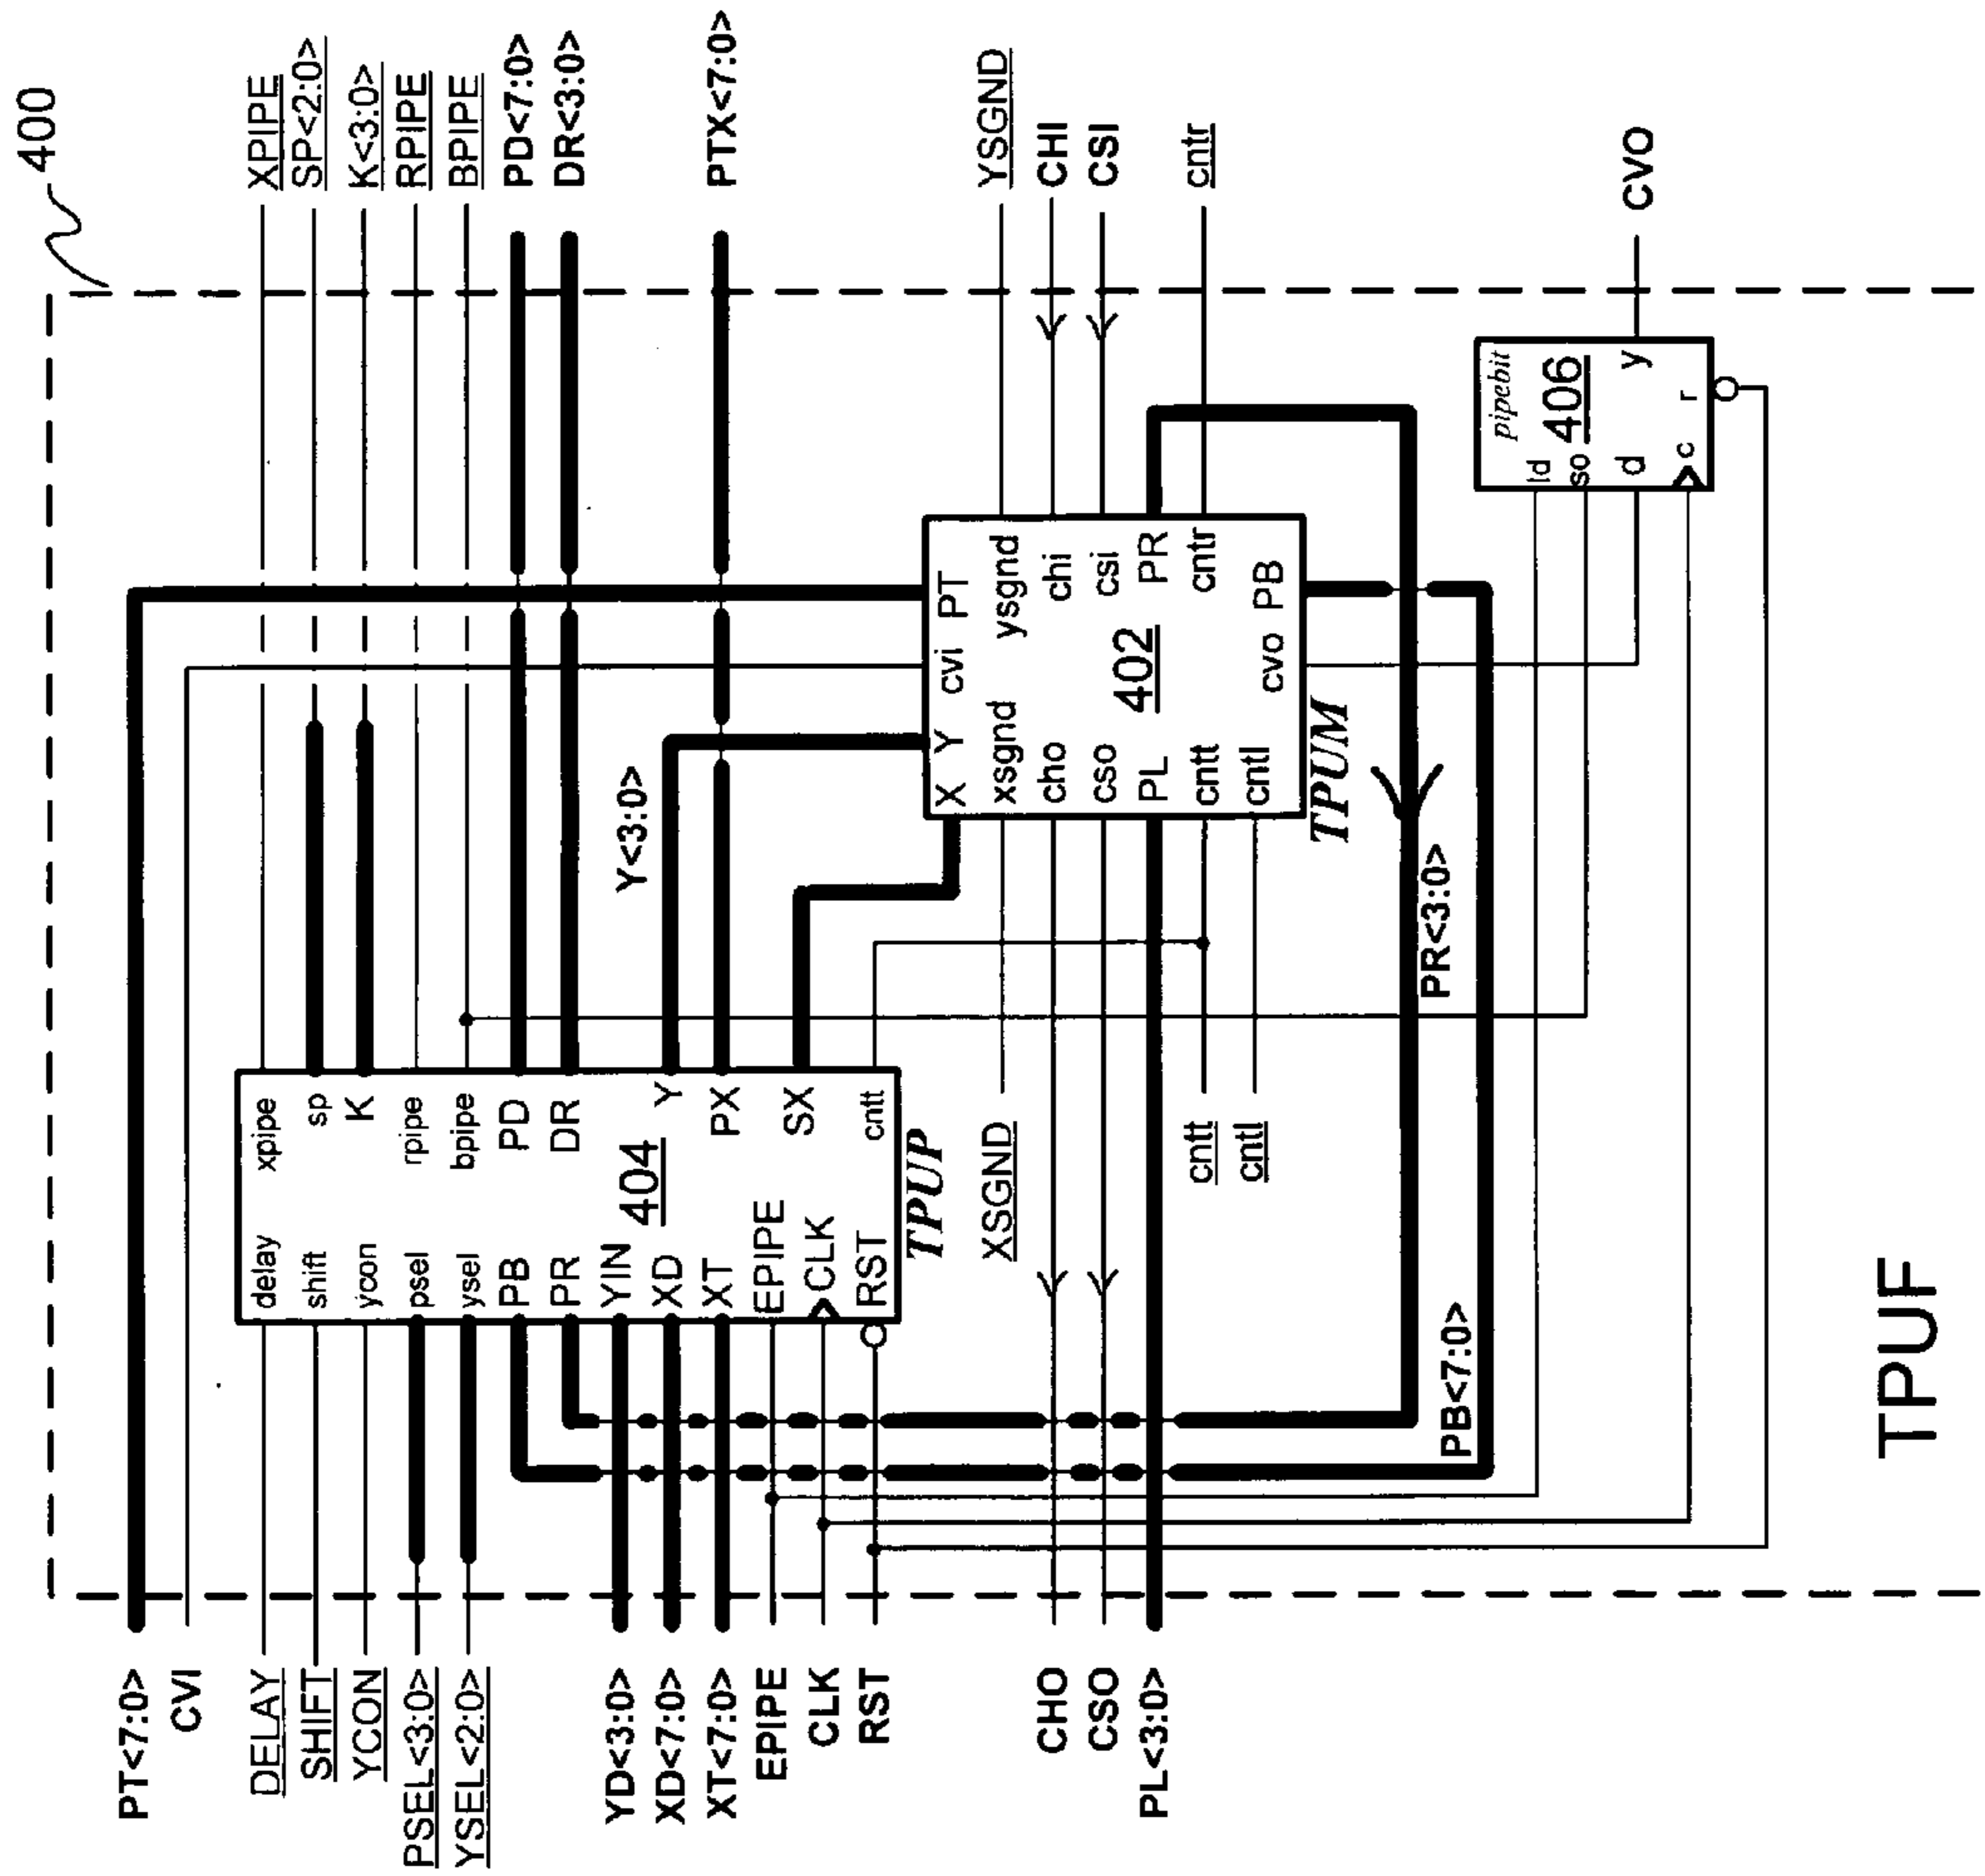 400
PT<7:0>
CVI
DELAY
SHIFT
YCON
PSEL<3:0>
YSEL<2:0>
YD<3:0>
XD<7:0>
XT<7:0>
EPIPE
CLK
RST
CHO
CSO
PL<3:0>
delay
shift
ycon
psel
ysel
PB
PR
YIN
XD
XT
EPIPE
CLK
RST
404
xpipe
sp
K
rpipe
bpipe
PD
DR
Y
PX
SX
cntt
TPUP
XSGND
cntt
cntl
Y<3:0>
X Y cvi PT
xsgnd
ysgnd
cho
chi
cso
csi
PL
PR
cntt
cntr
cntl
cvo PB
402
TPUM
PR<3:0>
PB<7:0>
pipebit
406
ld
so
d
y
c
r
XPIPE
SP<2:0>
K<3:0>
RPIPE
BPIPE
PD<7:0>
DR<3:0>
PTX<7:0>
YSGND
CHI
CSI
cntr
CVO
TPUF